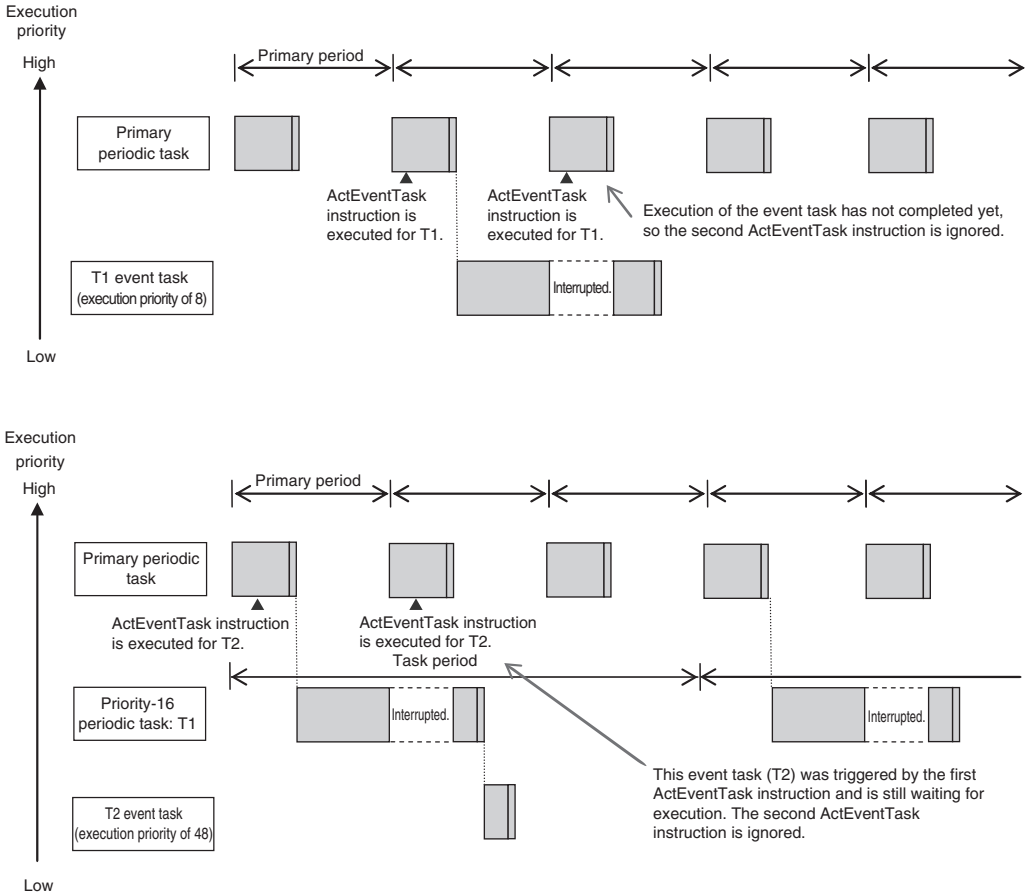 Execution
priority
High
Primary period
Primary
periodic task
ActEventTask
instruction is
executed for T1.
ActEventTask
instruction is
executed for T1.
Execution of the event task has not completed yet,
so the second ActEventTask instruction is ignored.
T1 event task
(execution priority of 8)
Interrupted.
Low
Execution
priority
High
Primary period
Primary periodic
task
ActEventTask instruction
is executed for T2.
ActEventTask instruction
is executed for T2.
Task period
Priority-16
periodic task: T1
Interrupted.
Interrupted.
This event task (T2) was triggered by the first
ActEventTask instruction and is still waiting for
execution. The second ActEventTask
instruction is ignored.
T2 event task
(execution priority of 48)
Low